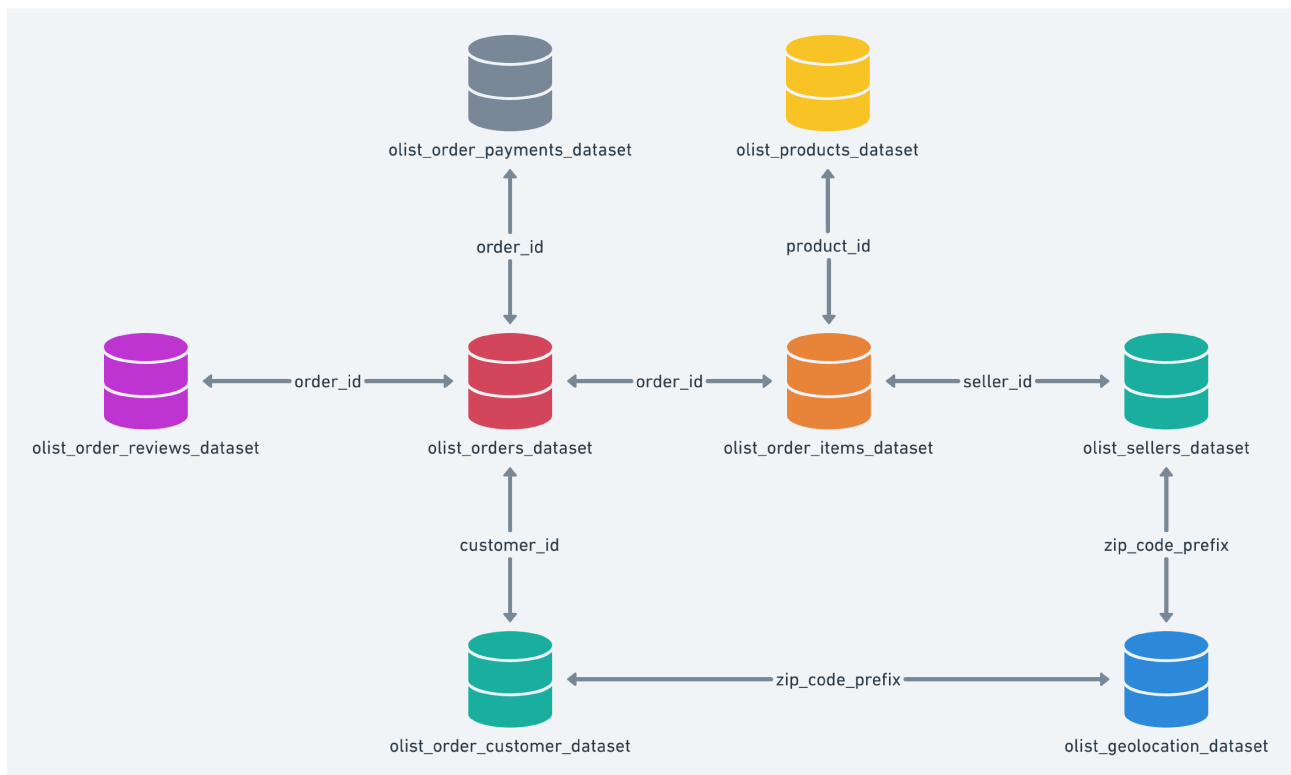 olist_order_payments_dataset
olist_products_dataset
order_id
product_id
order_id
order_id
seller_id
olist_order_reviews_dataset
olist_orders_dataset
olist_order_items_dataset
olist_sellers_dataset
customer_id
zip_code_prefix
zip_code_prefix
olist_order_customer_dataset
olist_geolocation_dataset